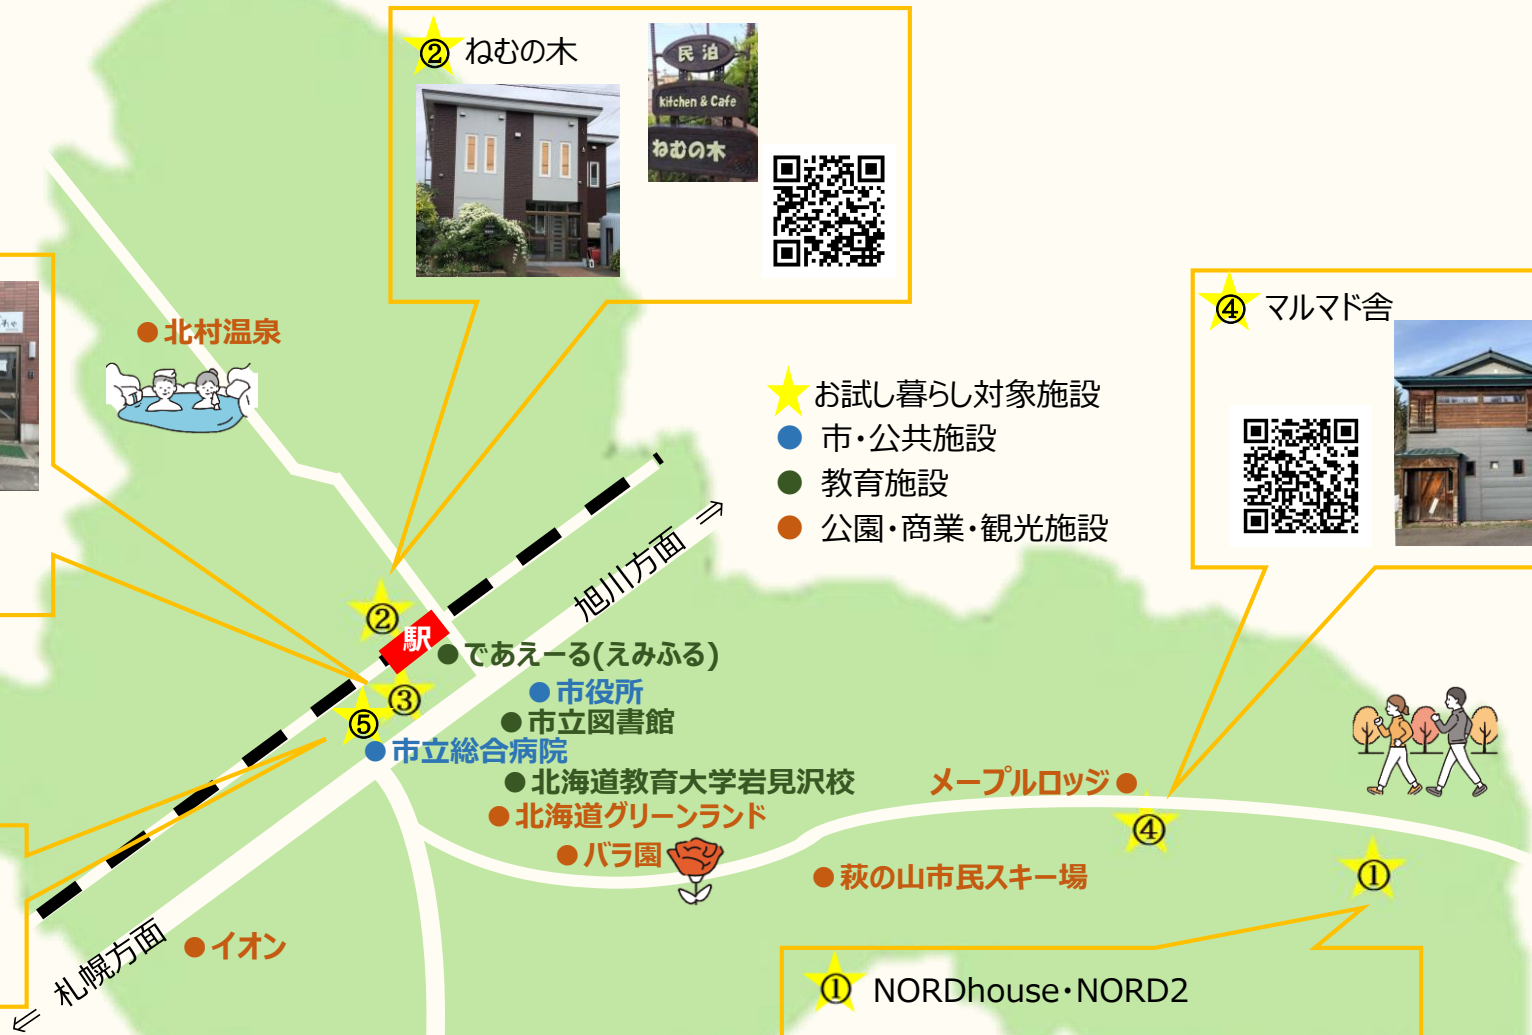 ② ねむの木
民泊
Kitchen & Cafe
ねむの木
④ マルマド舎
北村温泉
お試し暮らし対象施設
市・公共施設
教育施設
公園・商業・観光施設
旭川方面
②
駅
であえーる(えみふる)
③
市役所
⑤
市立図書館
市立総合病院
北海道教育大学岩見沢校
メープルロッジ
北海道グリーンランド
④
バラ園
萩の山市民スキー場
①
イオン
札幌方面
① NORDhouse・NORD2